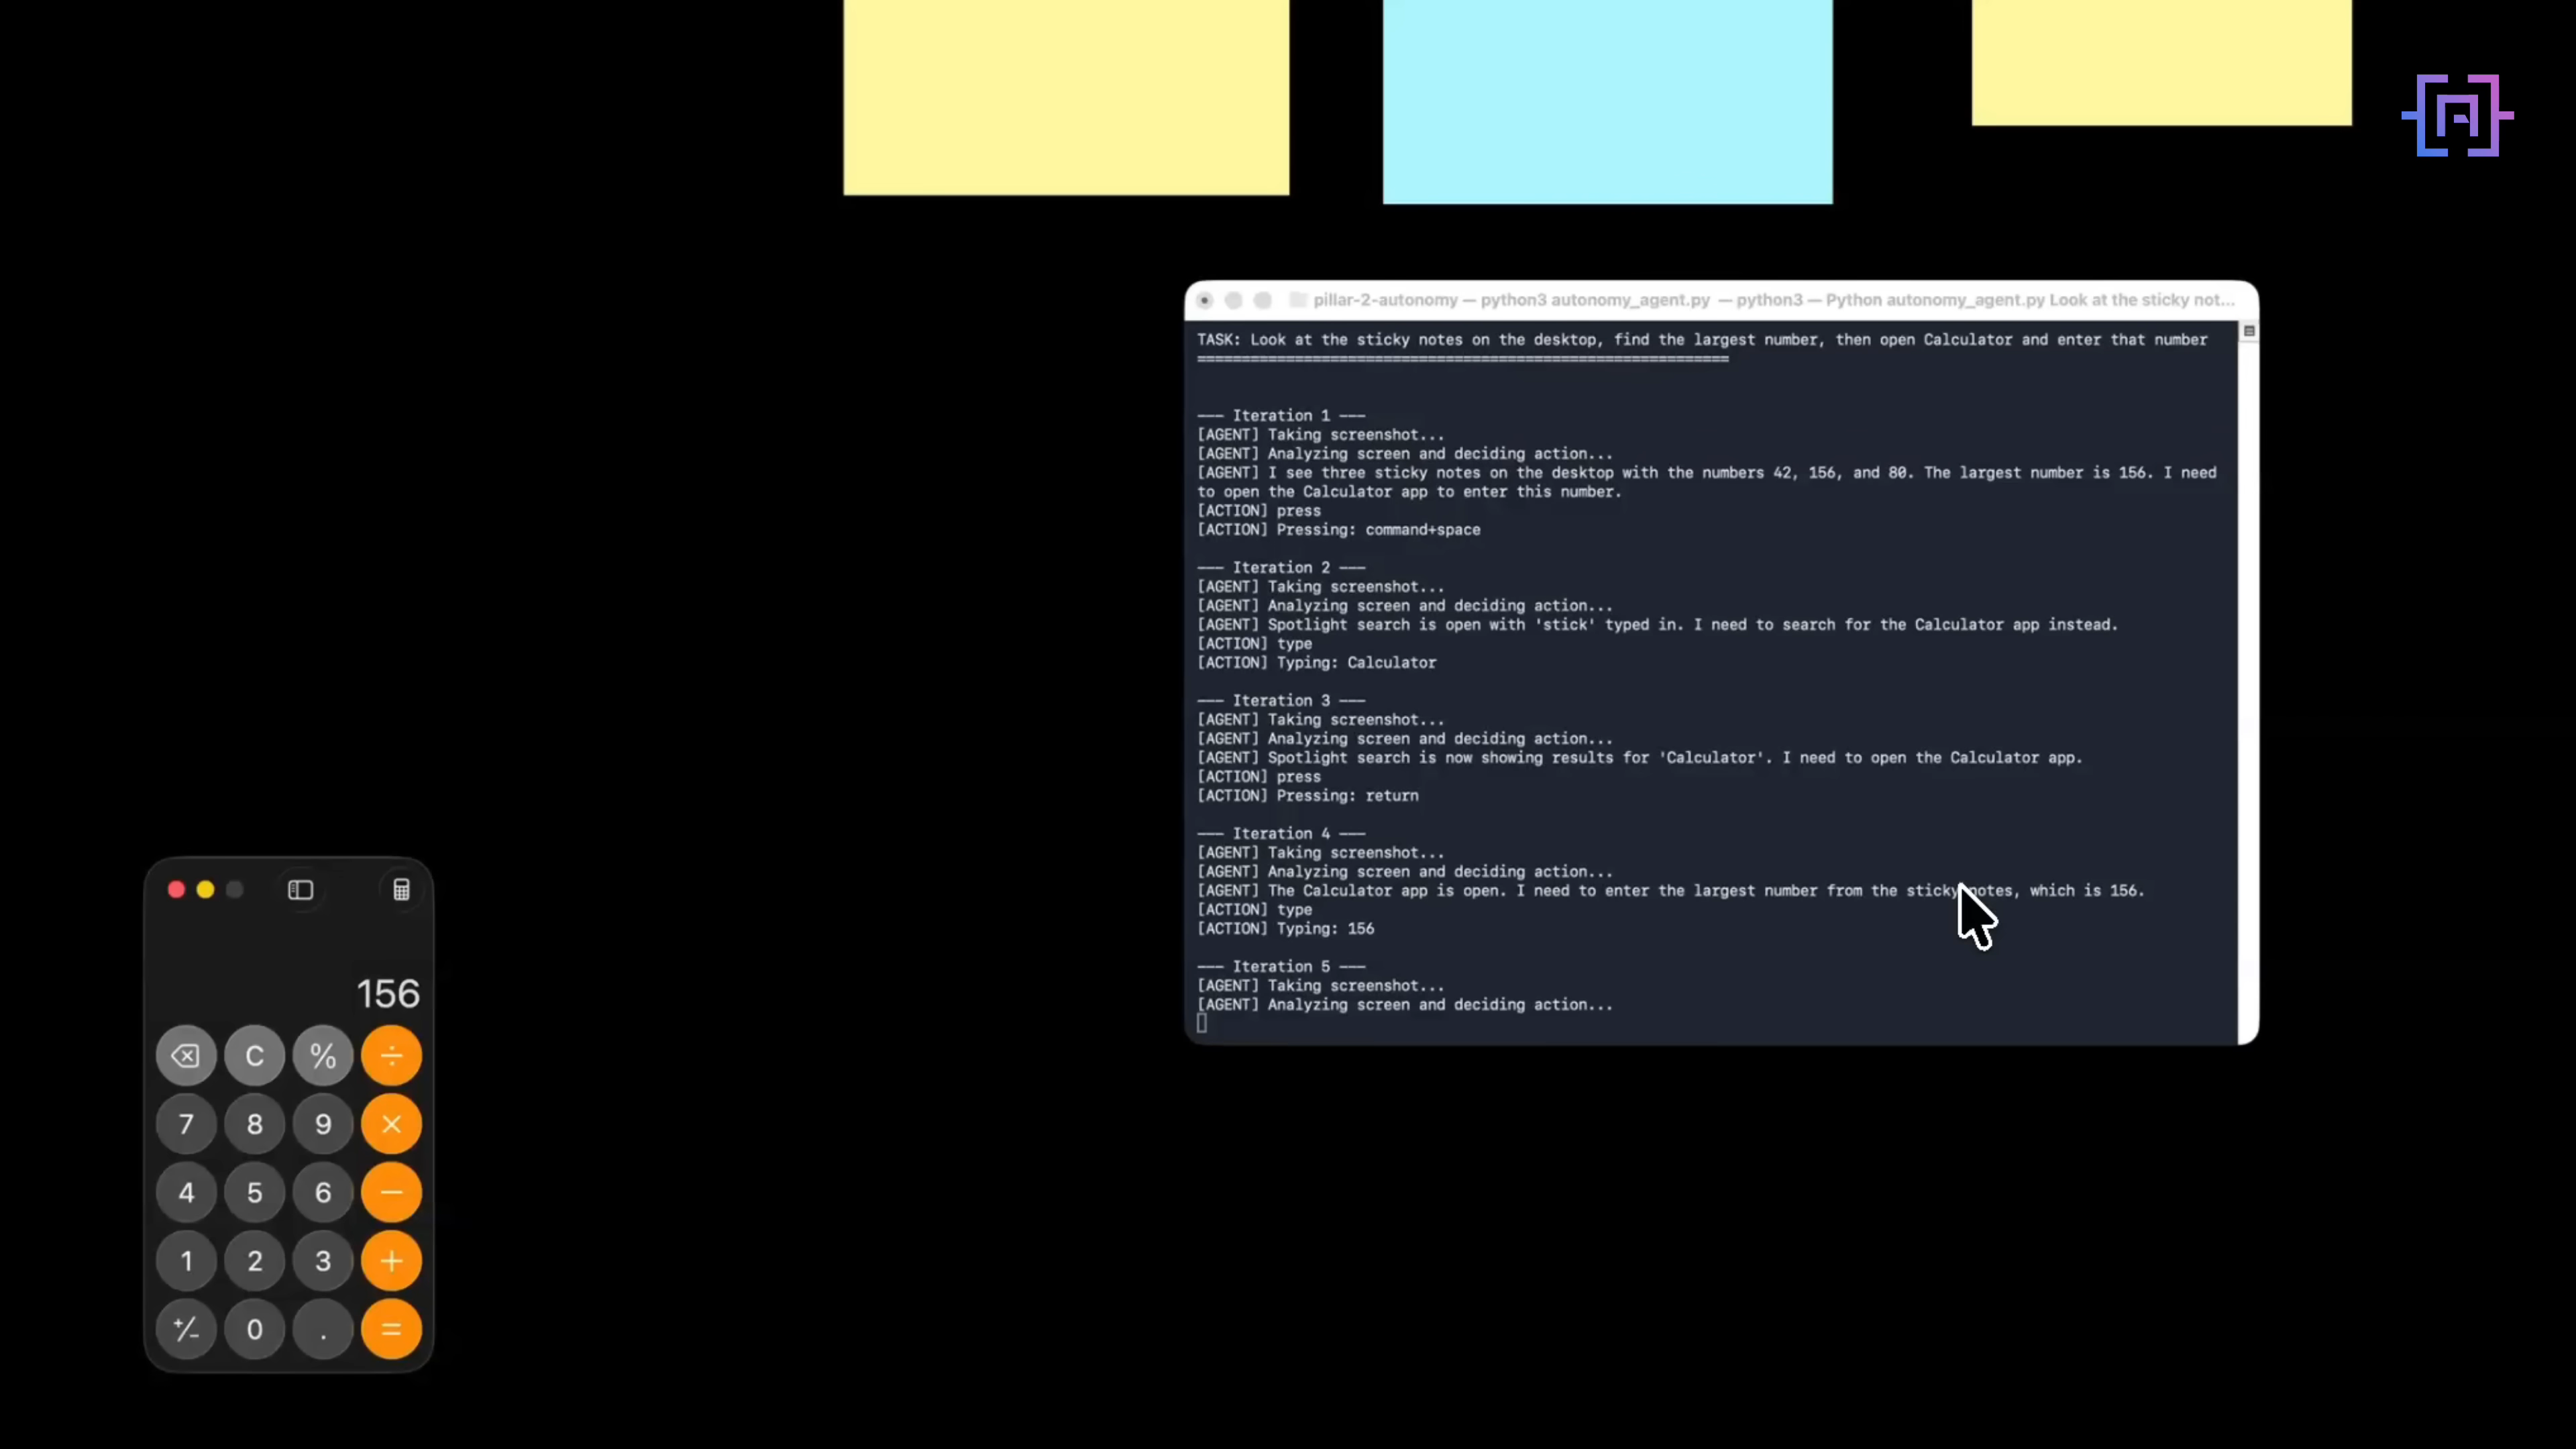 pillar-2-autonomy — python3 autonomy_agent.py — python3 — Python autonomy_agent.py Look at the sticky not...
TASK: Look at the sticky notes on the desktop, find the largest number, then open Calculator and enter that number
============================================================
--- Iteration 1 ---
[AGENT] Taking screenshot...
[AGENT] Analyzing screen and deciding action...
[AGENT] I see three sticky notes on the desktop with the numbers 42, 156, and 80. The largest number is 156. I need
to open the Calculator app to enter this number.
[ACTION] press
[ACTION] Pressing: command+space
--- Iteration 2 ---
[AGENT] Taking screenshot...
[AGENT] Analyzing screen and deciding action...
[AGENT] Spotlight search is open with 'stick' typed in. I need to search for the Calculator app instead.
[ACTION] type
[ACTION] Typing: Calculator
--- Iteration 3 ---
[AGENT] Taking screenshot...
[AGENT] Analyzing screen and deciding action...
[AGENT] Spotlight search is now showing results for 'Calculator'. I need to open the Calculator app.
[ACTION] press
[ACTION] Pressing: return
--- Iteration 4 ---
[AGENT] Taking screenshot...
[AGENT] Analyzing screen and deciding action...
[AGENT] The Calculator app is open. I need to enter the largest number from the sticky notes, which is 156.
[ACTION] type
[ACTION] Typing: 156
--- Iteration 5 ---
[AGENT] Taking screenshot...
[AGENT] Analyzing screen and deciding action...
156
C % ÷
7 8 9 ×
4 5 6 −
1 2 3 +
+/- 0 . =